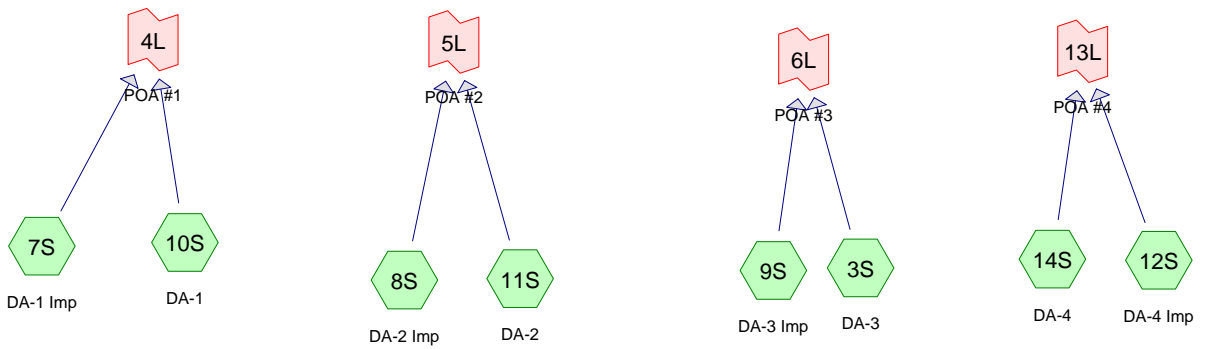 4L
POA #1
7S
DA-1 Imp
10S
DA-1
5L
POA #2
8S
DA-2 Imp
11S
DA-2
6L
POA #3
9S
DA-3 Imp
3S
DA-3
13L
POA #4
14S
DA-4
12S
DA-4 Imp